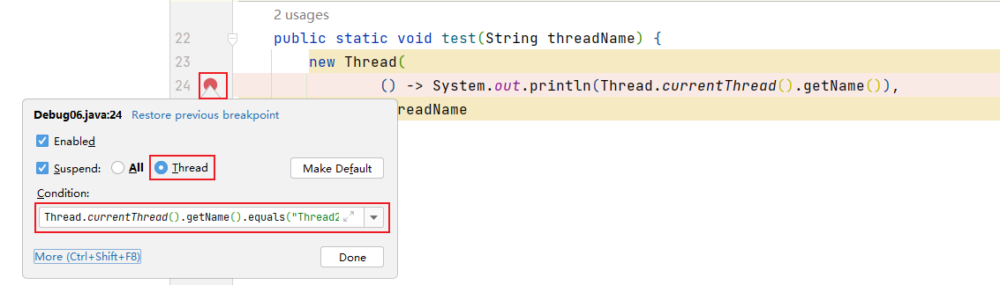 2 usages
22 public static void test(String threadName) {
23 new Thread(
24 () -> System.out.println(Thread.currentThread().getName()),
readName
Debug06.java:24 Restore previous breakpoint
Enabled
Suspend: All Thread Make Default
Condition:
Thread.currentThread().getName().equals("Thread2
More (Ctrl+Shift+F8) Done